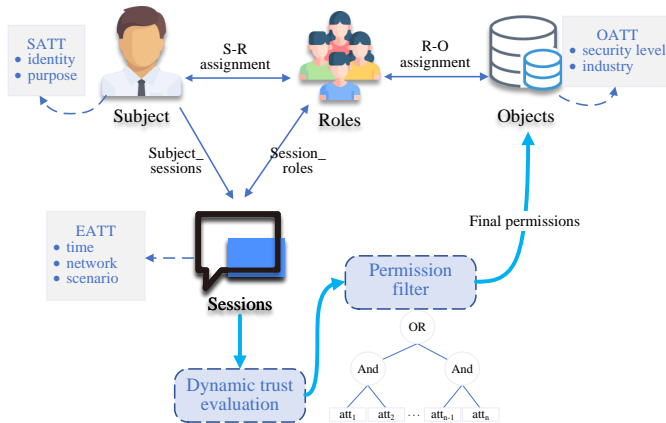 SATT
• identity
• purpose
S-R
assignment
R-O
assignment
OATT
• security level
• industry
Subject
Roles
Objects
Subject_
sessions
Session_
roles
EATT
• time
• network
• scenario
Sessions
Final permissions
Permission
filter
OR
And
And
Dynamic trust
evaluation
att1 att2 ... attn-1 attn